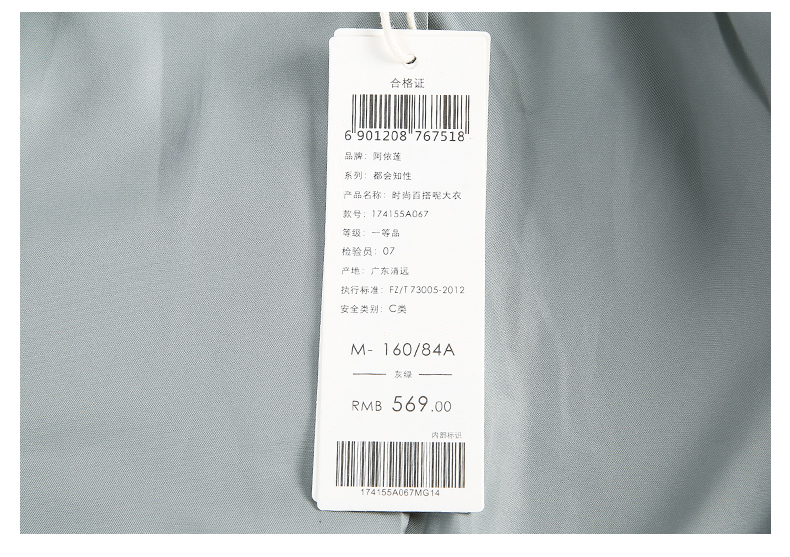 合格证
6 901208 767518
品牌：阿依莲
系列：都会知性
产品名称：时尚百搭呢大衣
款号：174155A067
等级：一等品
检验员：07
产地：广东清远
执行标准：FZ/T 73005-2012
安全类别：C类
M- 160/84A
灰绿
RMB 569.00
内部标识
174155A067MG14